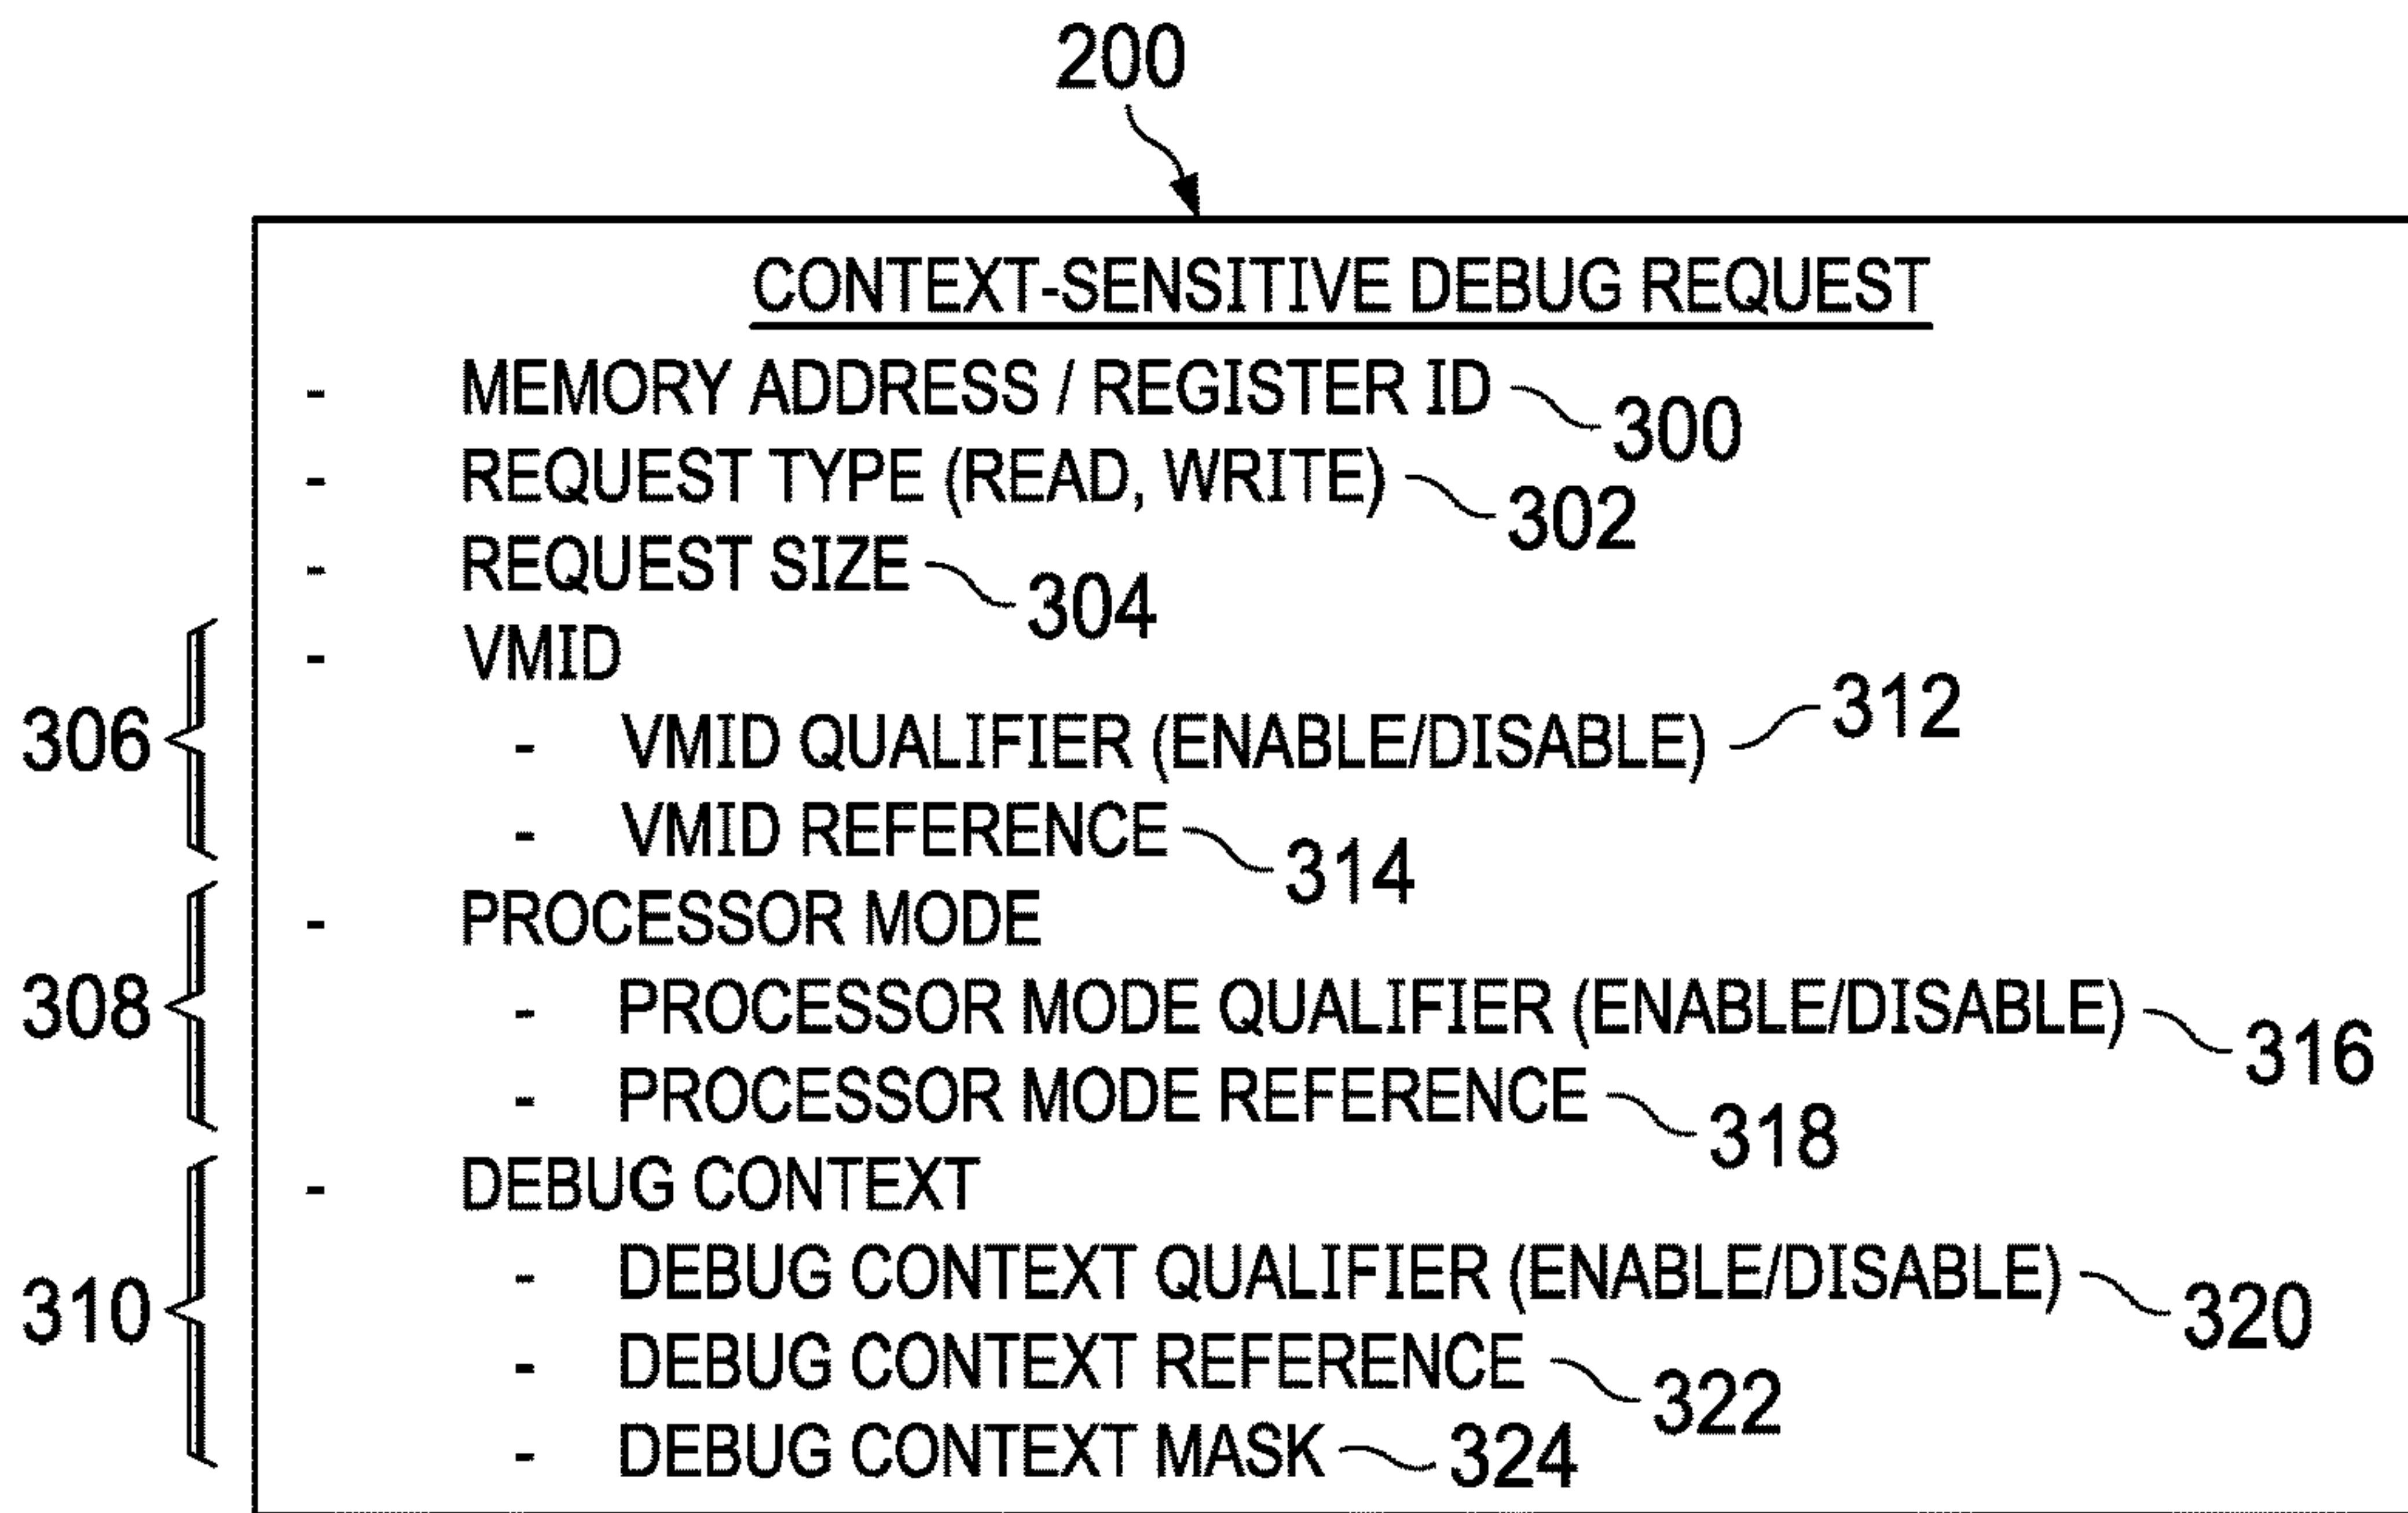 200
CONTEXT-SENSITIVE DEBUG REQUEST
- MEMORY ADDRESS / REGISTER ID 300
- REQUEST TYPE (READ, WRITE) 302
- REQUEST SIZE 304
- VMID
306 - VMID QUALIFIER (ENABLE/DISABLE) 312
- VMID REFERENCE 314
- PROCESSOR MODE
308 - PROCESSOR MODE QUALIFIER (ENABLE/DISABLE) 316
- PROCESSOR MODE REFERENCE 318
- DEBUG CONTEXT
310 - DEBUG CONTEXT QUALIFIER (ENABLE/DISABLE) 320
- DEBUG CONTEXT REFERENCE 322
- DEBUG CONTEXT MASK 324